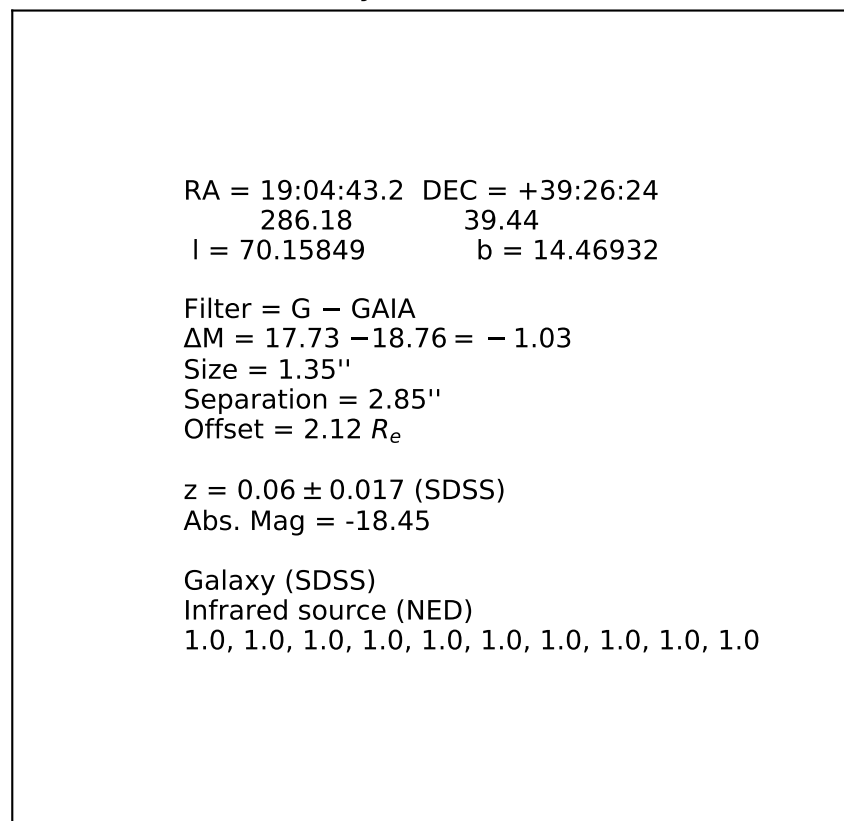 RA = 19:04:43.2 DEC = +39:26:24
286.18 39.44
l = 70.15849 b = 14.46932
Filter = G − GAIA
ΔM = 17.73 −18.76 = − 1.03
Size = 1.35''
Separation = 2.85''
Offset = 2.12 Rₑ
z = 0.06 ± 0.017 (SDSS)
Abs. Mag = -18.45
Galaxy (SDSS)
Infrared source (NED)
1.0, 1.0, 1.0, 1.0, 1.0, 1.0, 1.0, 1.0, 1.0, 1.0